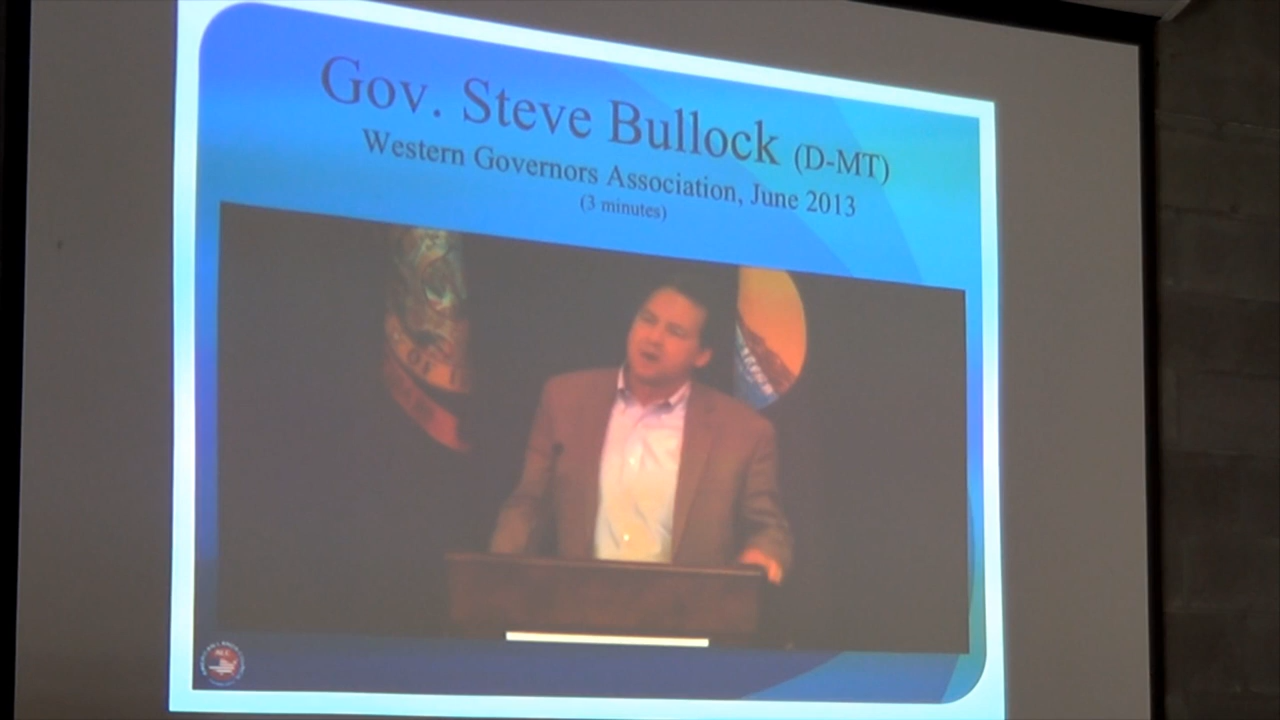 Gov. Steve Bullock (D-MT)
Western Governors Association, June 2013
(3 minutes)